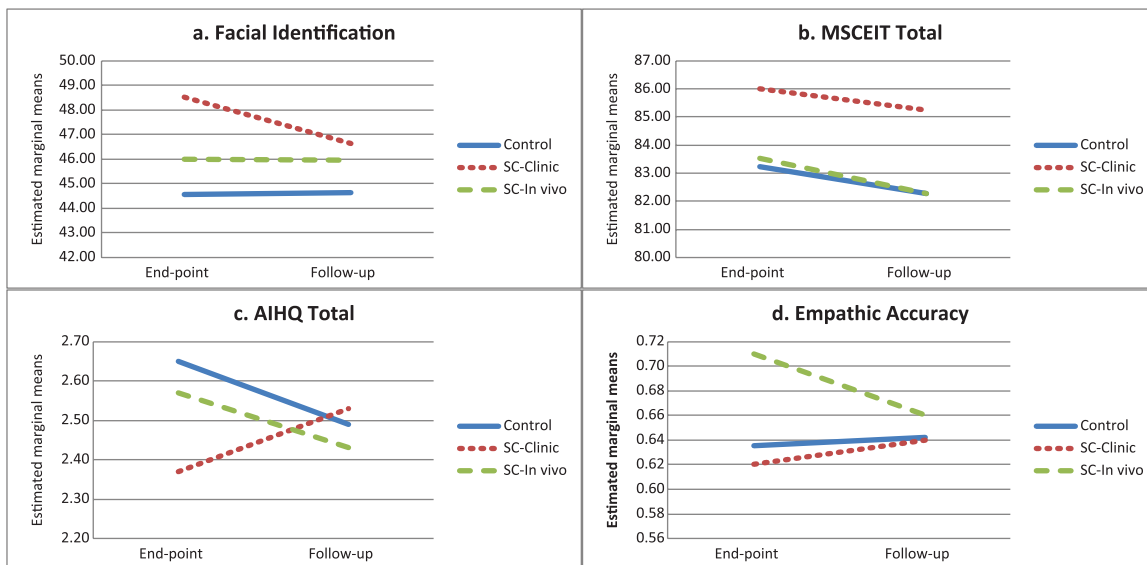 a. Facial Identification
Estimated marginal means
50.00
49.00
48.00
47.00
46.00
45.00
44.00
43.00
42.00
End-point
Follow-up
Control
SC-Clinic
SC-In vivo
b. MSCEIT Total
Estimated marginal means
87.00
86.00
85.00
84.00
83.00
82.00
81.00
80.00
End-point
Follow-up
Control
SC-Clinic
SC-In vivo
c. AIHQ Total
Estimated marginal means
2.70
2.60
2.50
2.40
2.30
2.20
End-point
Follow-up
Control
SC-Clinic
SC-In vivo
d. Empathic Accuracy
Estimated marginal means
0.72
0.70
0.68
0.66
0.64
0.62
0.60
0.58
0.56
End-point
Follow-up
Control
SC-Clinic
SC-In vivo